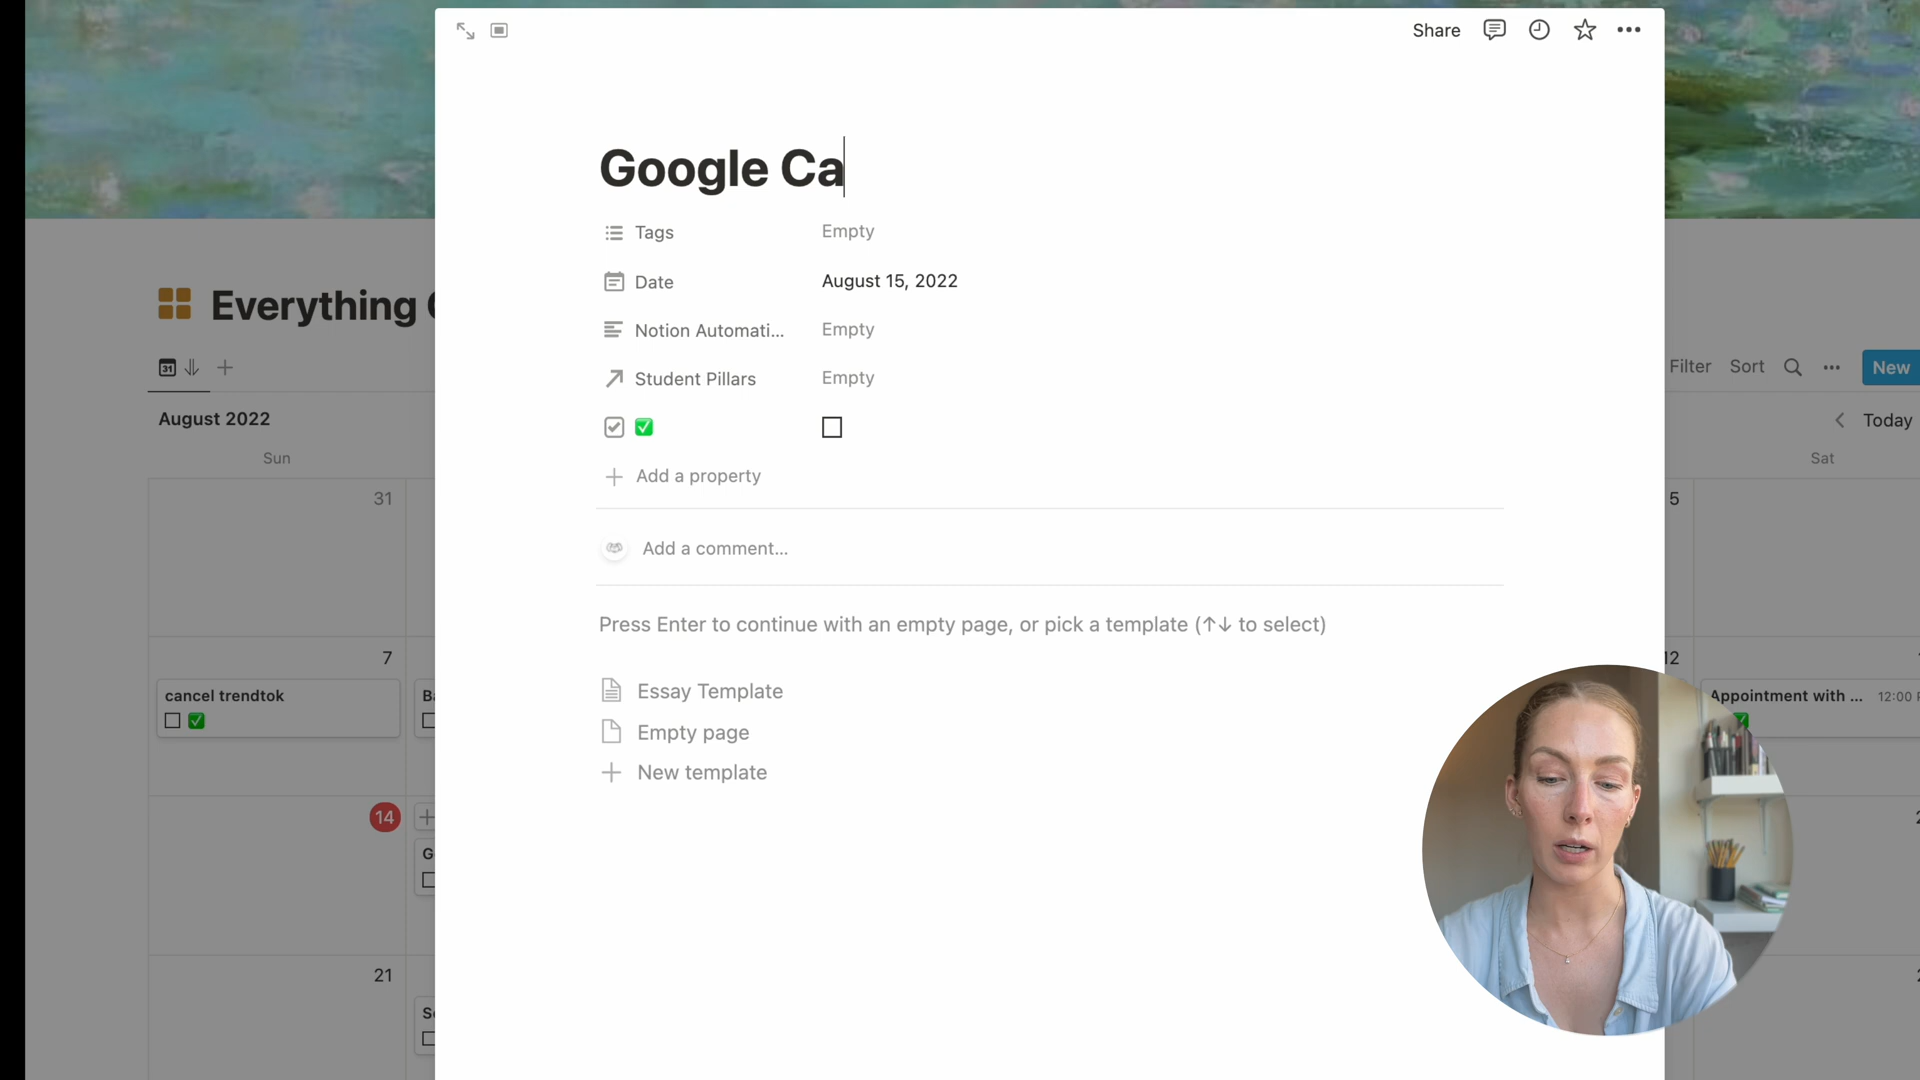 Share
Google Ca
Tags Empty
Date August 15, 2022
Notion Automati... Empty
Student Pillars Empty
Add a property
Add a comment...
Press Enter to continue with an empty page, or pick a template (↑↓ to select)
Essay Template
Empty page
New template
Everything
31
Filter Sort ... New
August 2022
Today
Sun
Sat
31
5
7
12
cancel trendtok
Appointment with ... 12:00
14
21